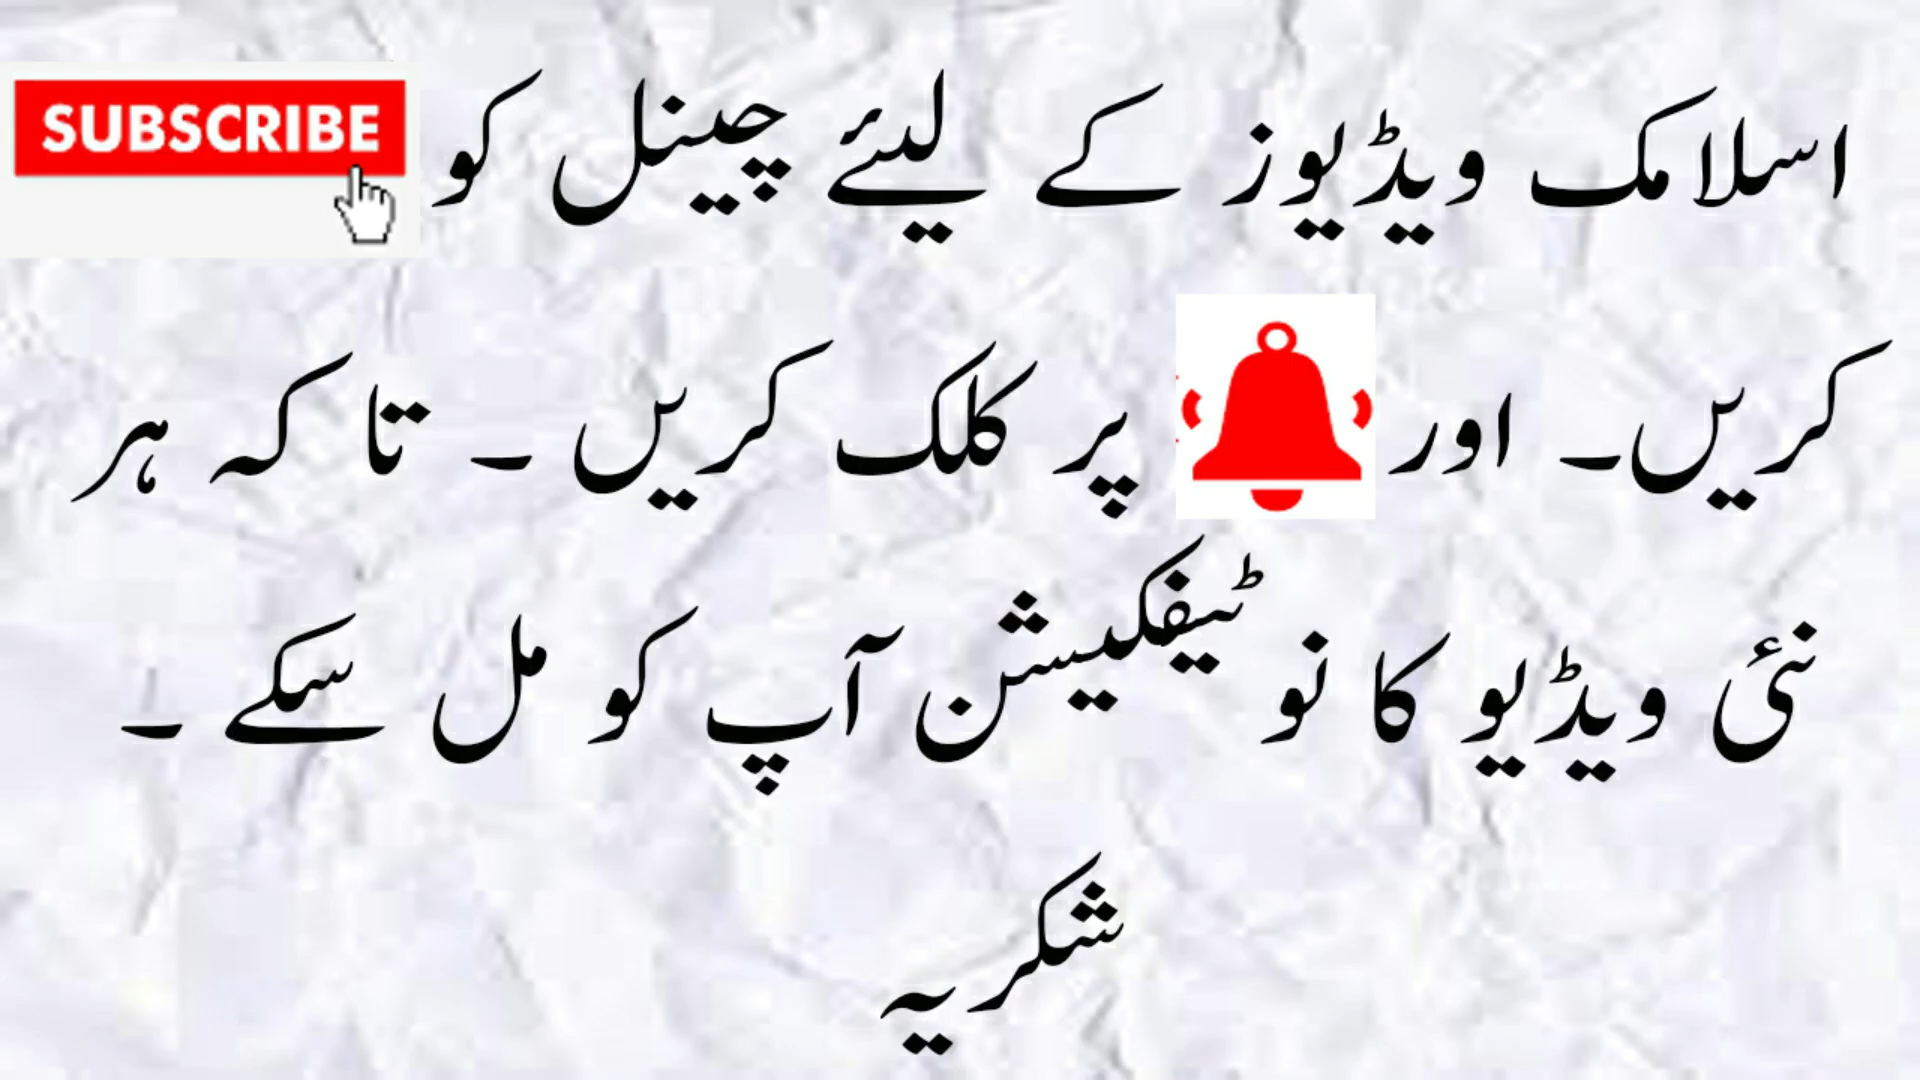 اسلامک ویڈیوز کے لیئے چینل کو SUBSCRIBE
کریں۔ اور پر کلک کریں ۔ تا کہ ہر
نئی ویڈیو کا نوٹیفکیشن آپ کو مل سکے ۔
شکریہ